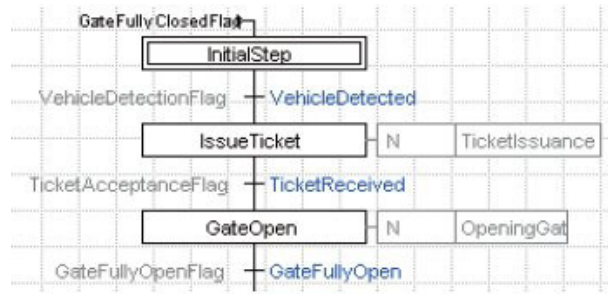 GateFullyClosedFlag
InitialStep
VehicleDetectionFlag VehicleDetected
IssueTicket N TicketIssuance
TicketAcceptanceFlag TicketReceived
GateOpen N OpeningGat
GateFullyOpenFlag GateFullyOpen